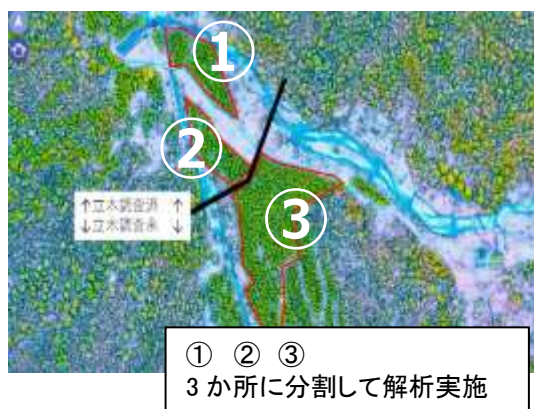 ①
②
↑立木調査済 ↑
↓立木調査未 ↓
③
① ② ③
3 か所に分割して解析実施